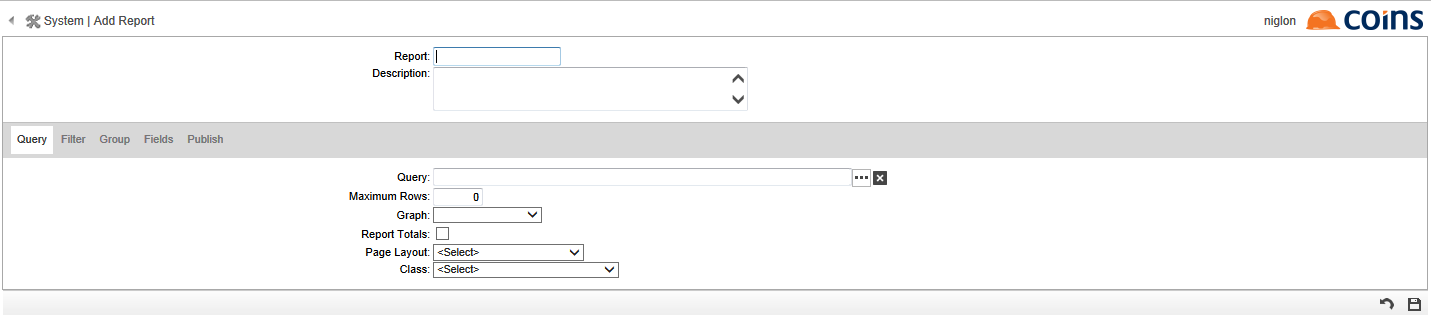 System | Add Report
niglon coins
Report:
Description:
Query Filter Group Fields Publish
Query:
Maximum Rows: 0
Graph:
Report Totals:
Page Layout: <Select>
Class: <Select>